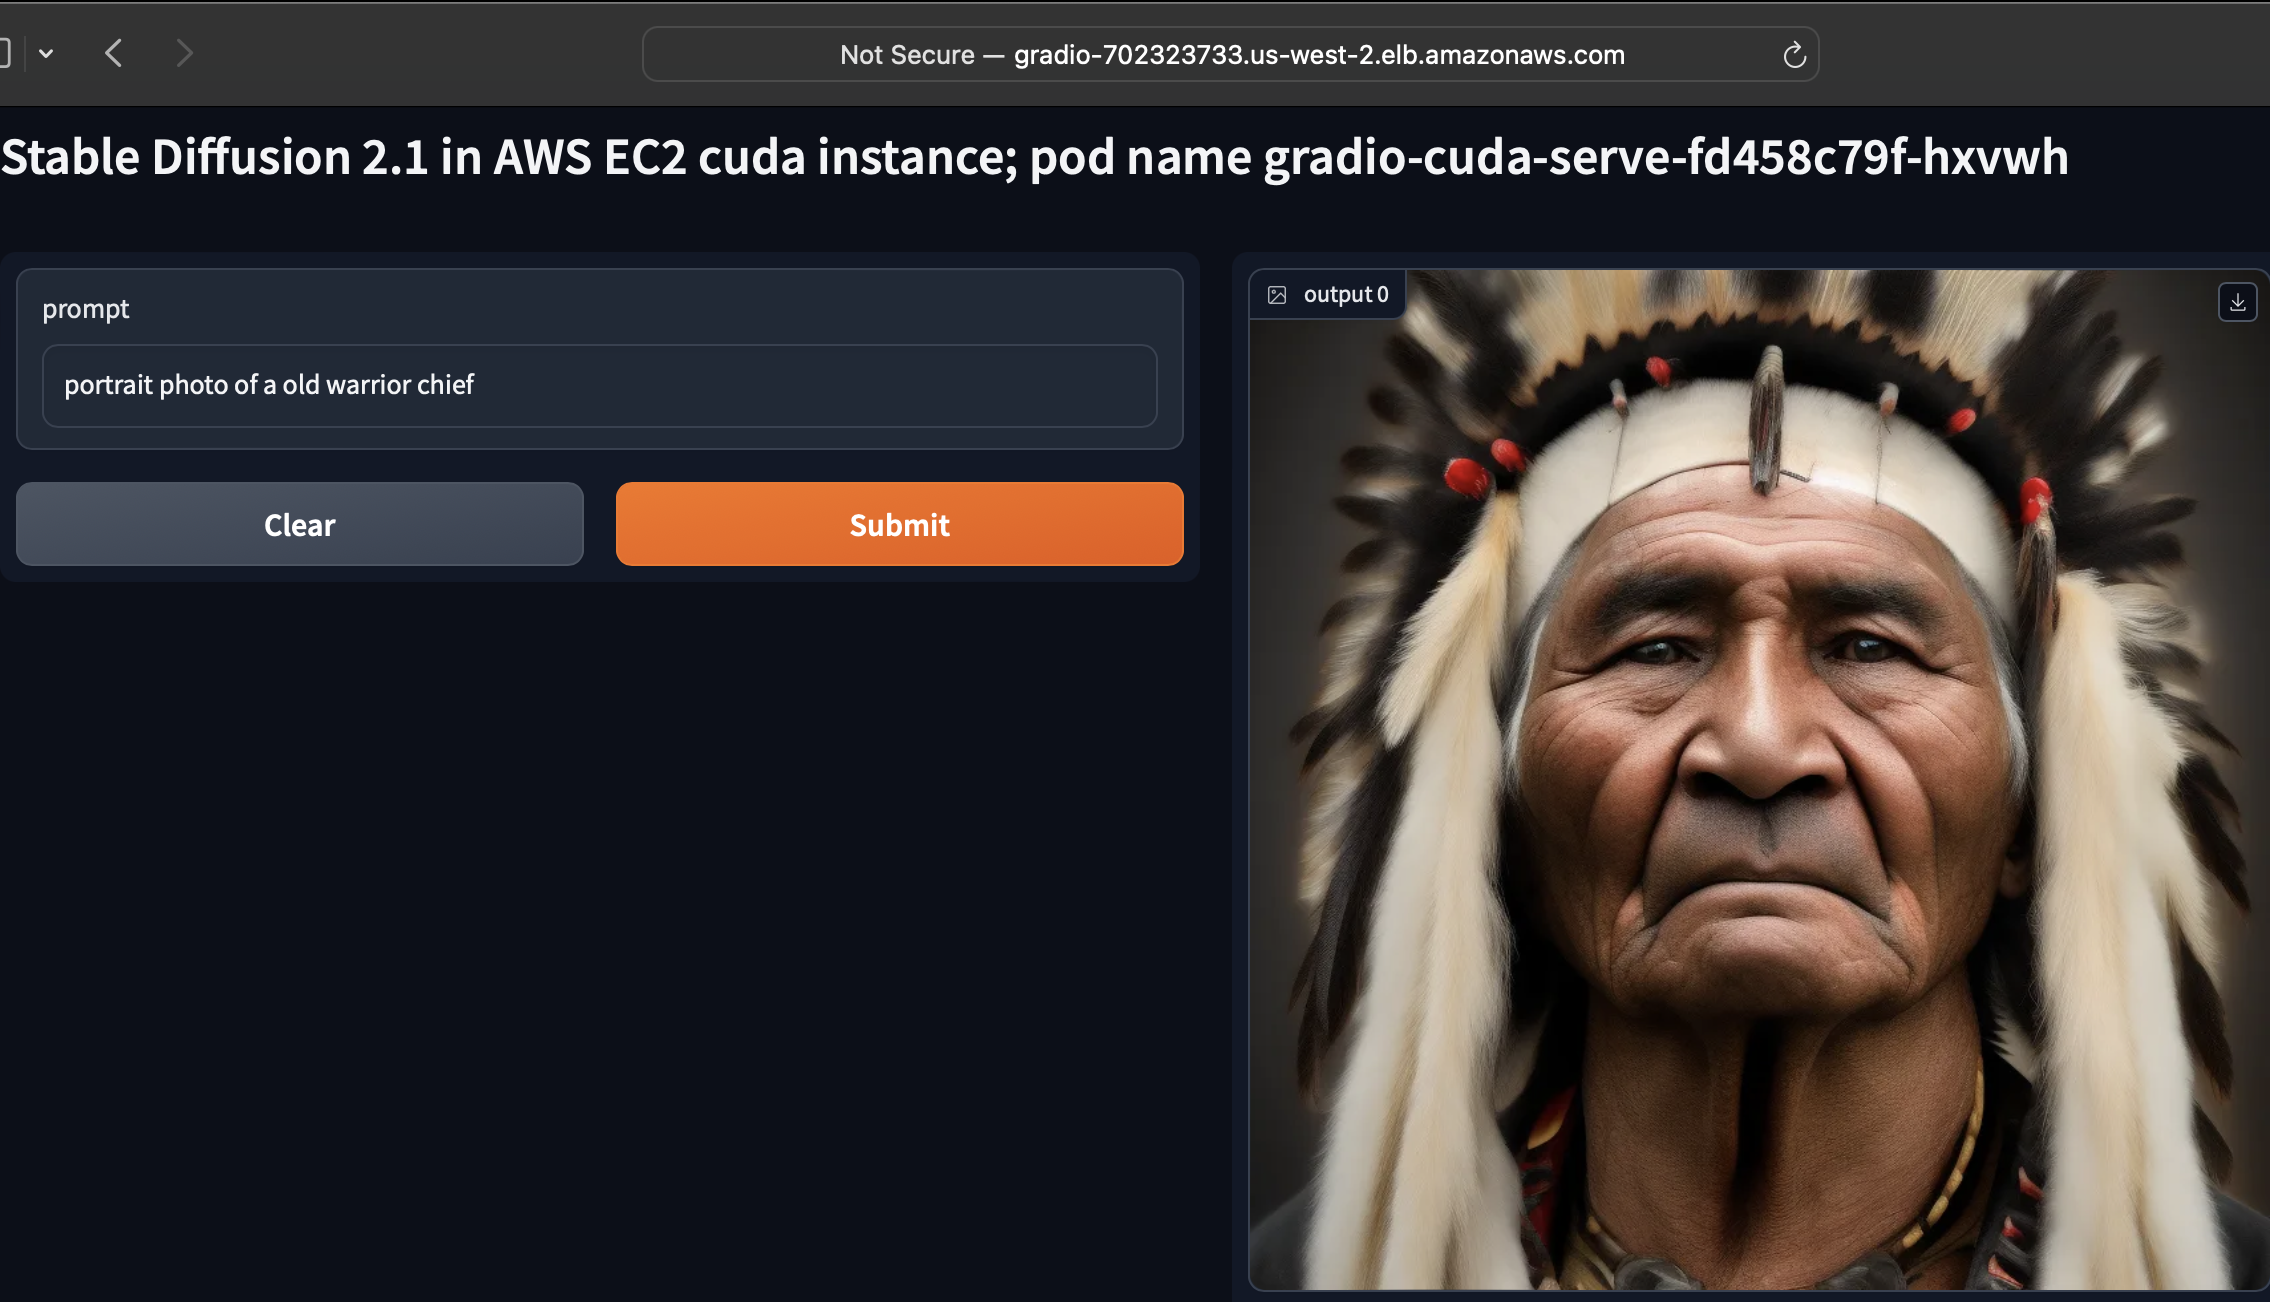 Not Secure — gradio-702323733.us-west-2.elb.amazonaws.com
Stable Diffusion 2.1 in AWS EC2 cuda instance; pod name gradio-cuda-serve-fd458c79f-hxvwh
prompt
portrait photo of a old warrior chief
Clear
Submit
output 0